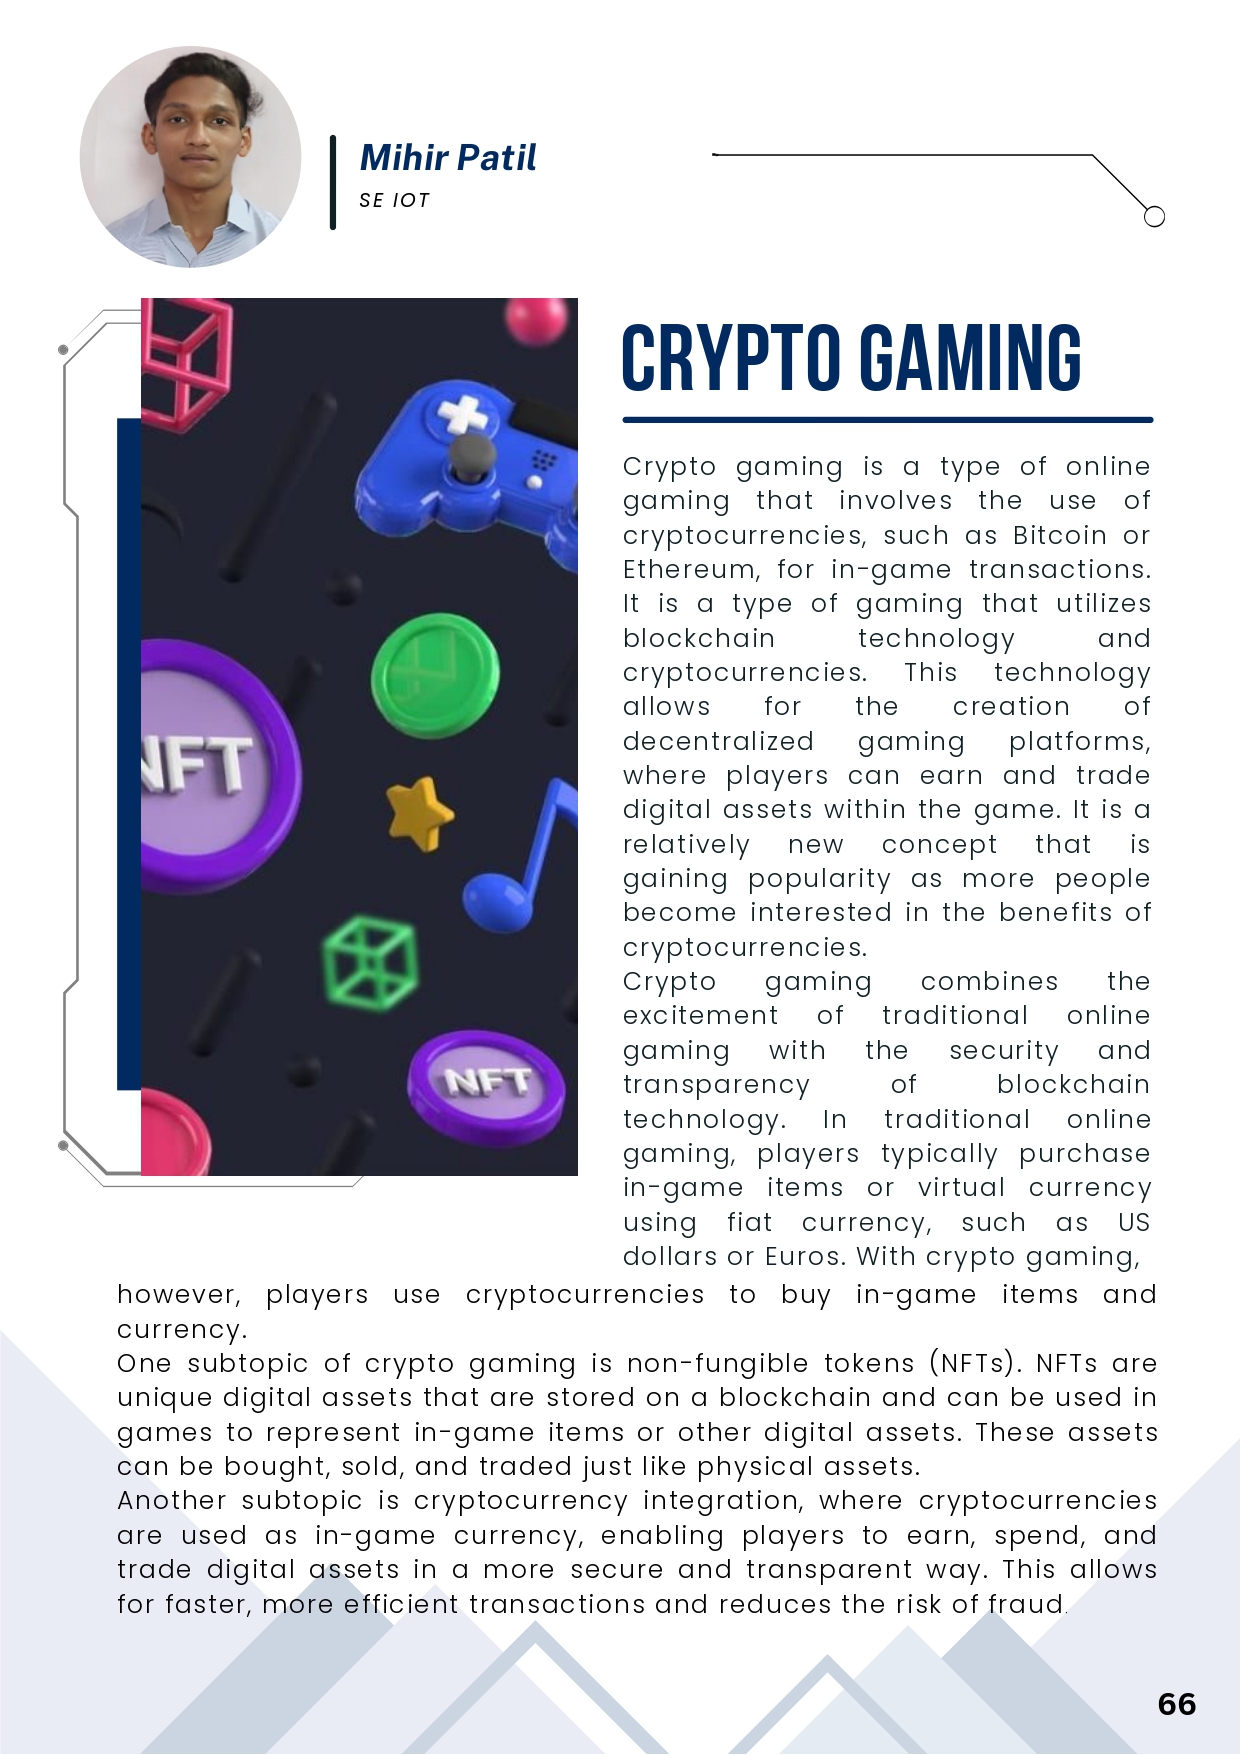 Mihir Patil
SE IOT
CRYPTO GAMING
NFT
NFT
Crypto gaming is a type of online
gaming that involves the use of
cryptocurrencies, such as Bitcoin or
Ethereum, for in-game transactions.
It is a type of gaming that utilizes
blockchain technology and
cryptocurrencies. This technology
allows for the creation of
decentralized gaming platforms,
where players can earn and trade
digital assets within the game. It is a
relatively new concept that is
gaining popularity as more people
become interested in the benefits of
cryptocurrencies.
Crypto gaming combines the
excitement of traditional online
gaming with the security and
transparency of blockchain
technology. In traditional online
gaming, players typically purchase
in-game items or virtual currency
using fiat currency, such as US
dollars or Euros. With crypto gaming,
however, players use cryptocurrencies to buy in-game items and
currency.
One subtopic of crypto gaming is non-fungible tokens (NFTs). NFTs are
unique digital assets that are stored on a blockchain and can be used in
games to represent in-game items or other digital assets. These assets
can be bought, sold, and traded just like physical assets.
Another subtopic is cryptocurrency integration, where cryptocurrencies
are used as in-game currency, enabling players to earn, spend, and
trade digital assets in a more secure and transparent way. This allows
for faster, more efficient transactions and reduces the risk of fraud.
66